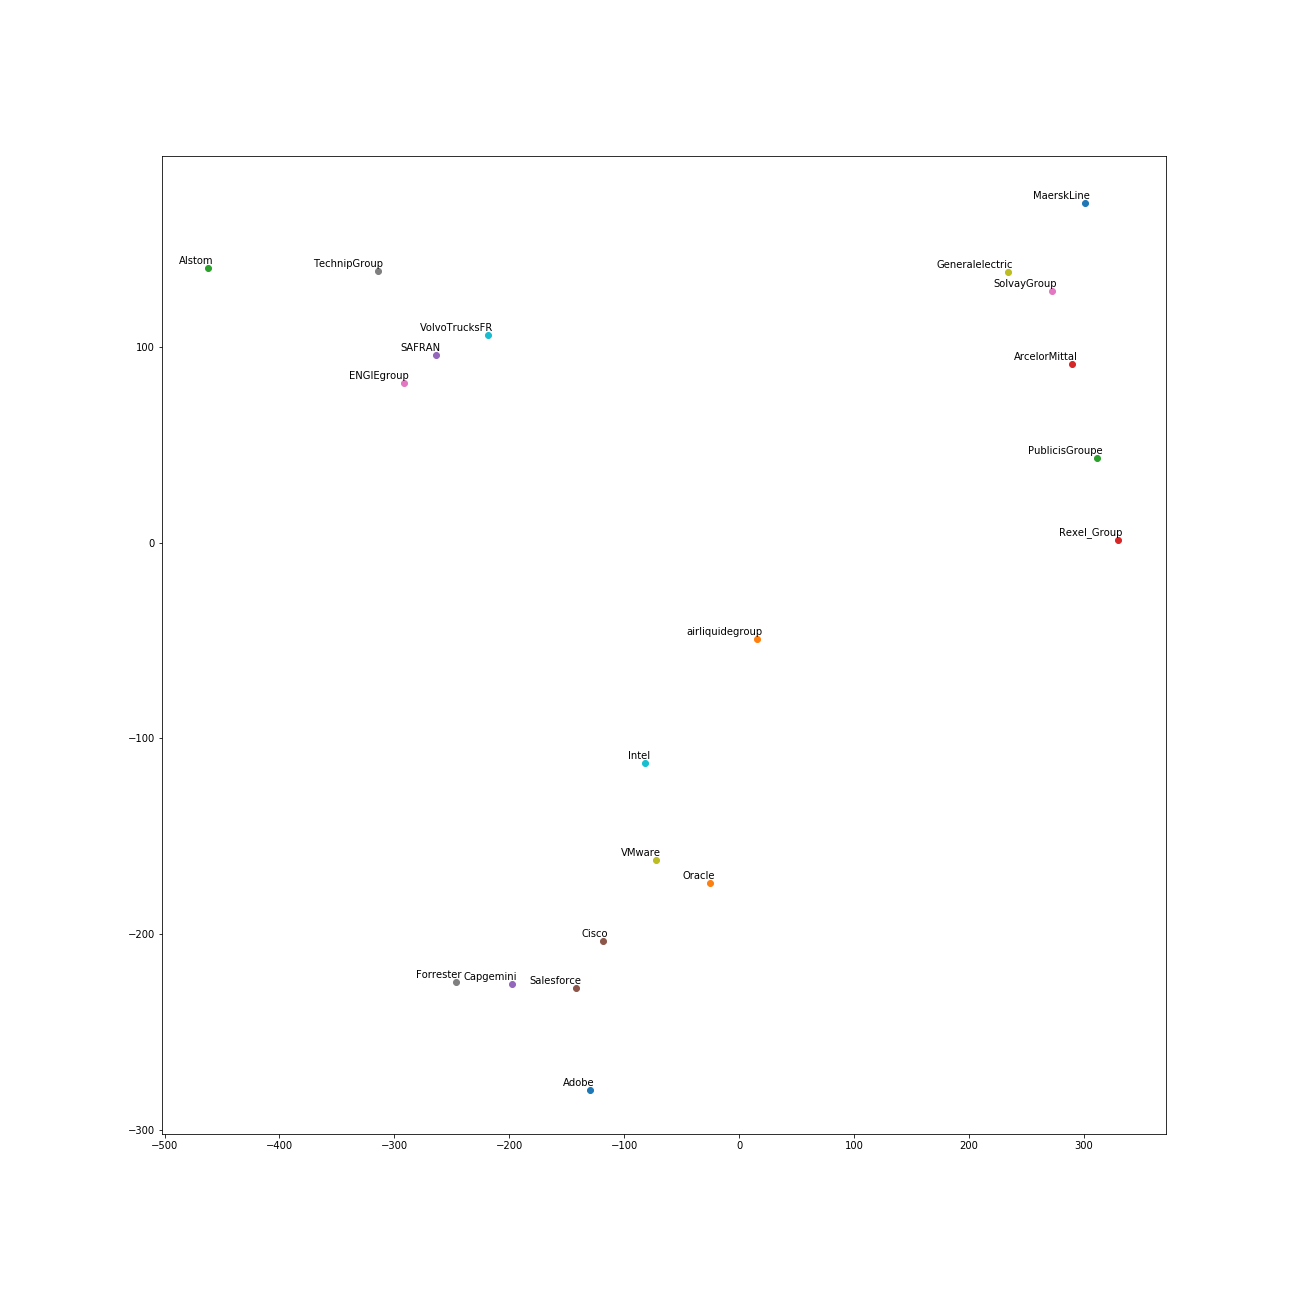 MaerskLine
Alstom
TechnipGroup
Generalelectric
SolvayGroup
VolvoTrucksFR
100
SAFRAN
ArcelorMittal
ENGIEgroup
PublicisGroupe
Rexel_Group
0
airliquidegroup
−100
Intel
VMware
Oracle
−200
Cisco
Forrester
Capgemini
Salesforce
Adobe
−300
−500 −400 −300 −200 −100 0 100 200 300